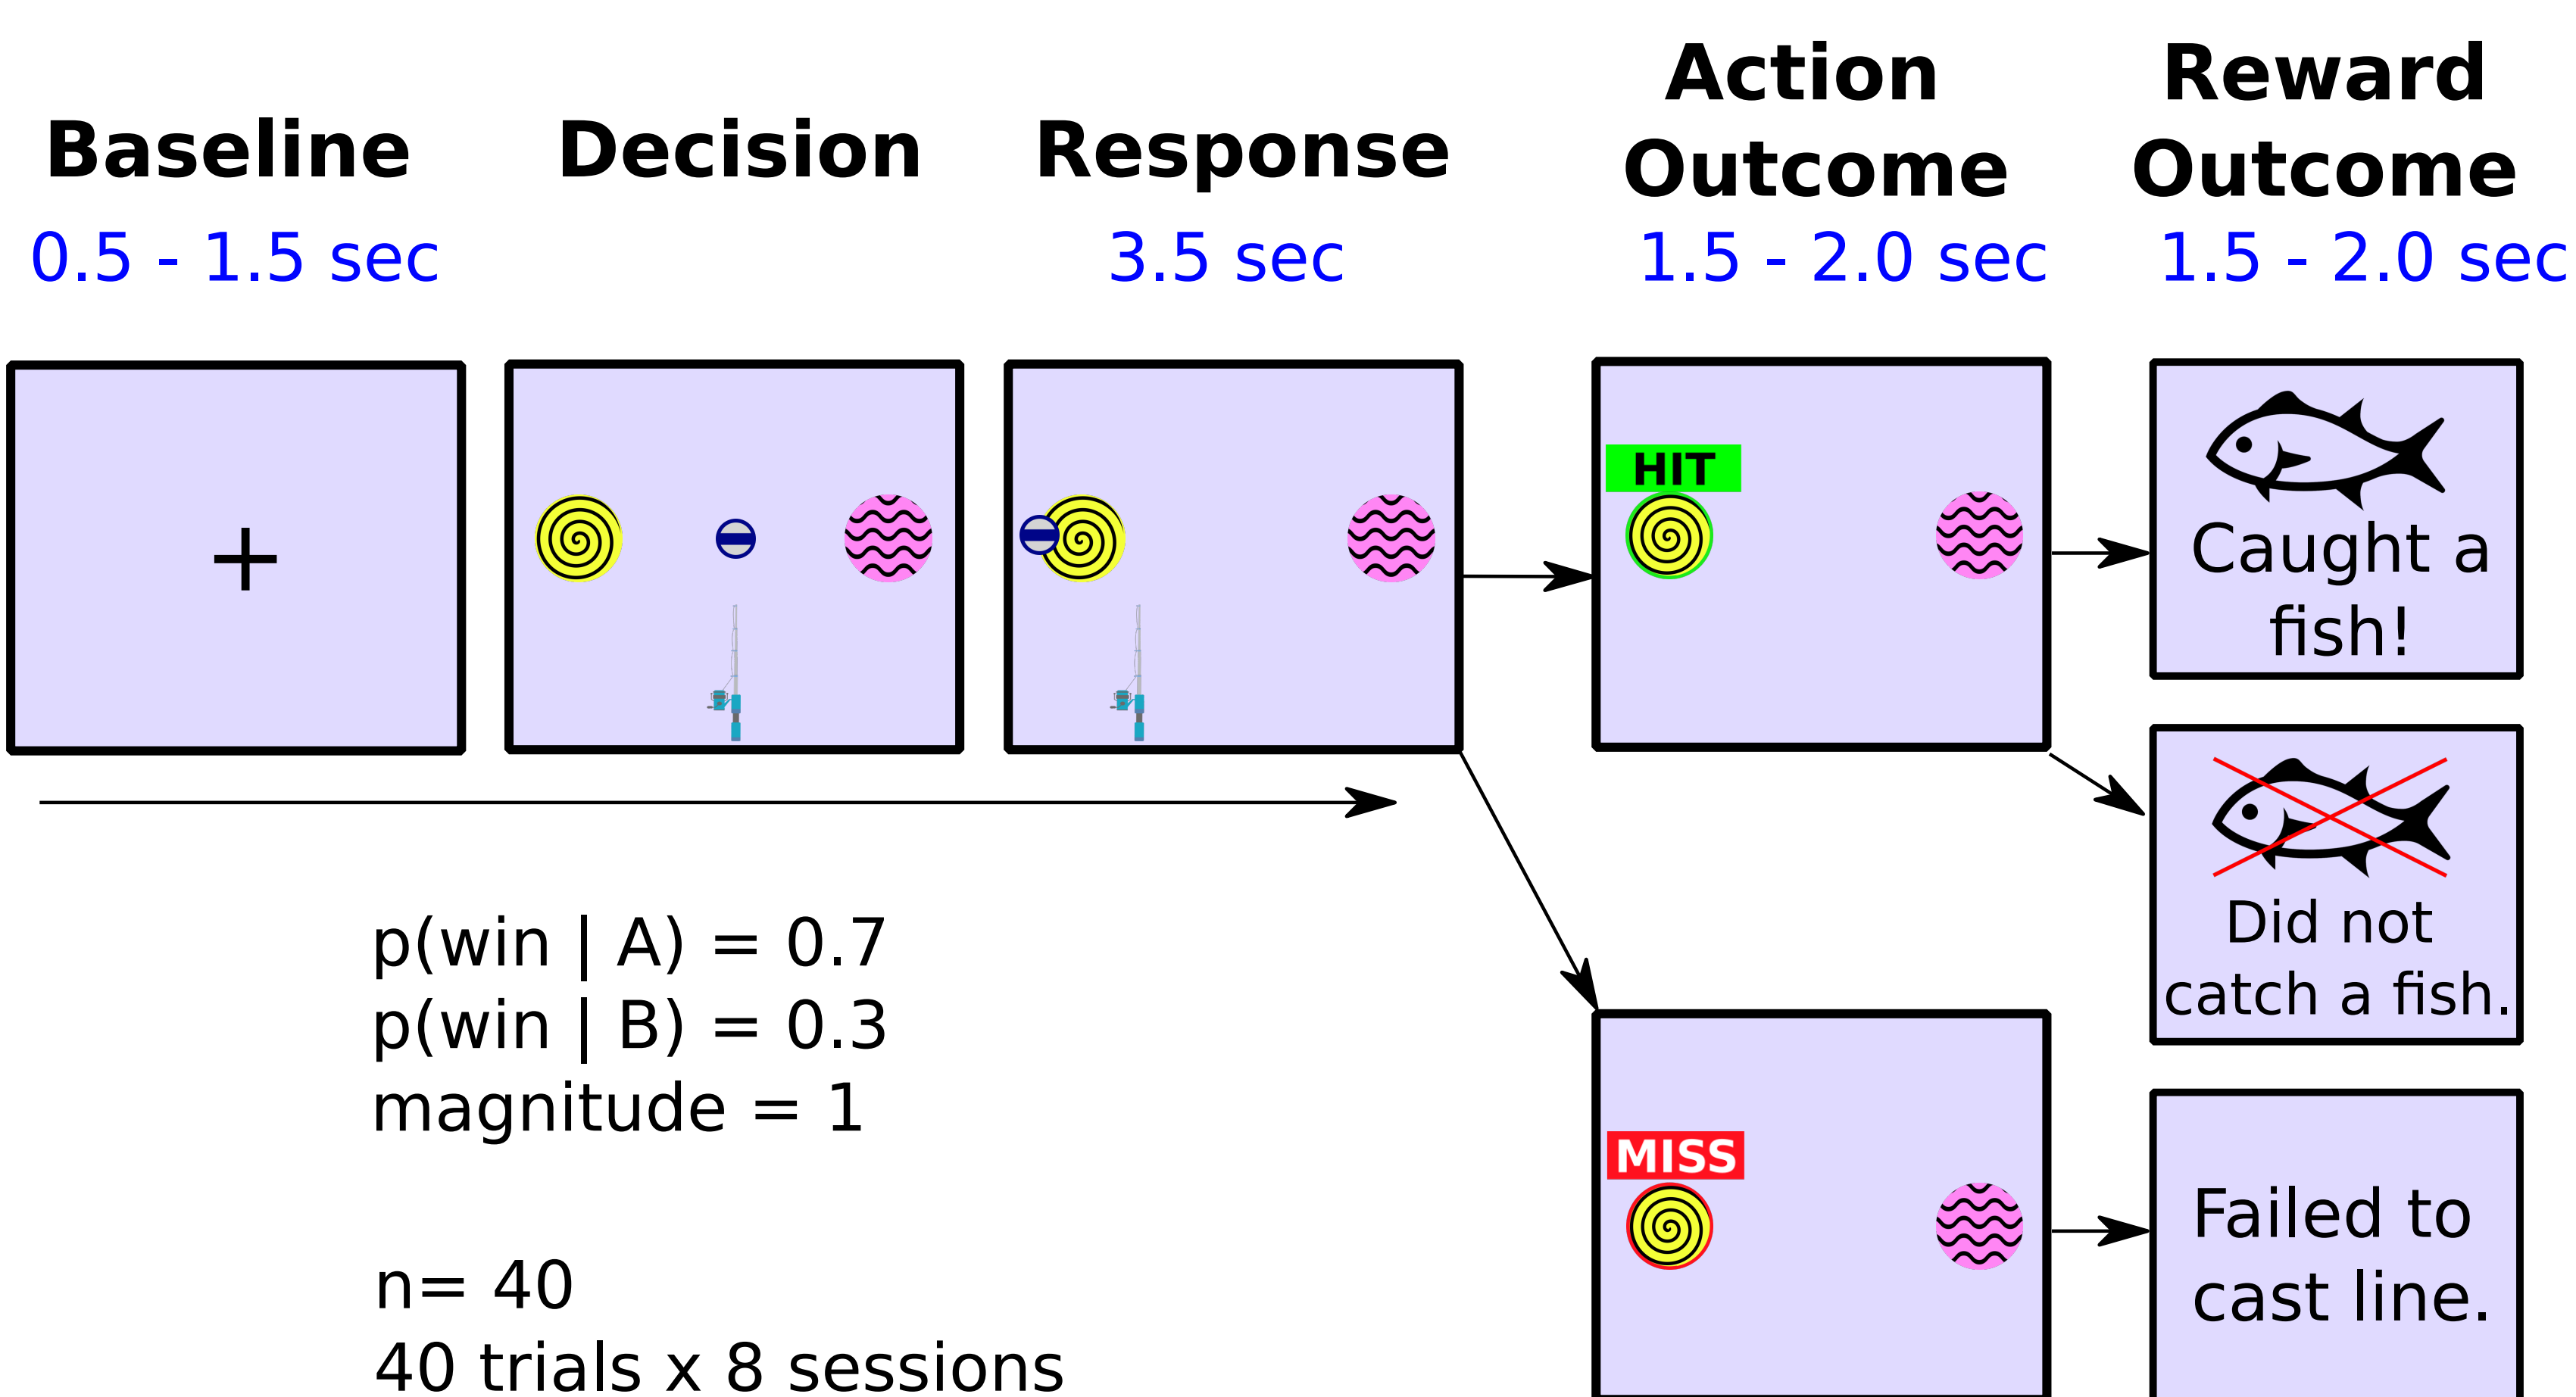 Baseline
0.5 - 1.5 sec
Decision
Response
3.5 sec
Action
Outcome
1.5 - 2.0 sec
Reward
Outcome
1.5 - 2.0 sec
+
HIT
Caught a
fish!
Did not
catch a fish.
MISS
Failed to
cast line.
p(win | A) = 0.7
p(win | B) = 0.3
magnitude = 1
n= 40
40 trials x 8 sessions